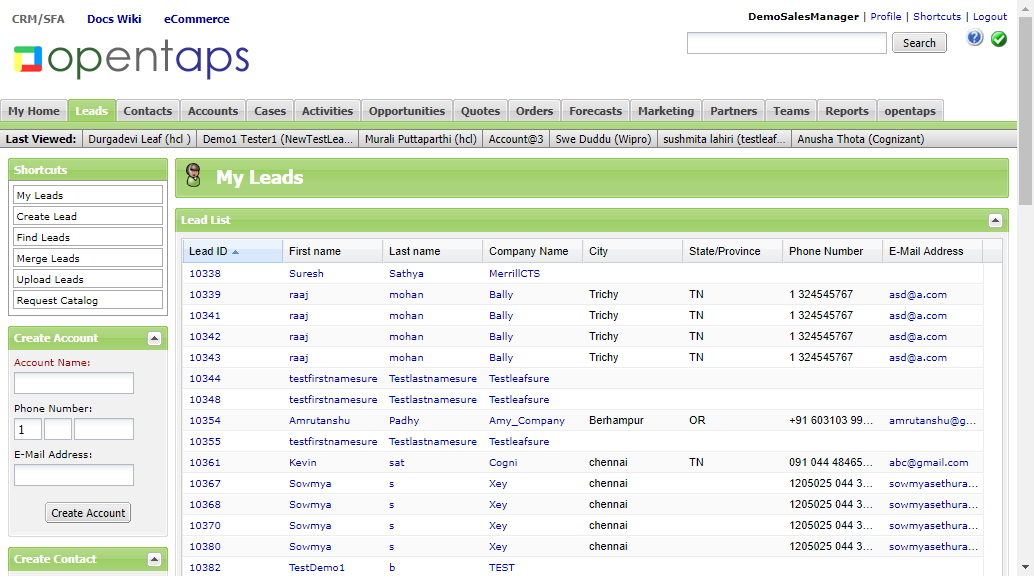 CRM/SFA Docs Wiki eCommerce
DemoSalesManager | Profile | Shortcuts | Logout
opentaps
Search
?
My Home Leads Contacts Accounts Cases Activities Opportunities Quotes Orders Forecasts Marketing Partners Teams Reports opentaps
Last Viewed: Durgadevi Leaf (hcl ) Demo1 Tester1 (NewTestLea... Murali Puttaparthi (hcl) Account@3 Swe Duddu (Wipro) sushmita lahiri (testleaf... Anusha Thota (Cognizant)
Shortcuts
My Leads
Create Lead
Find Leads
Merge Leads
Upload Leads
Request Catalog
Create Account
Account Name:
Phone Number:
1
E-Mail Address:
Create Account
Create Contact
My Leads
Lead List
Lead ID First name Last name Company Name City State/Province Phone Number E-Mail Address
10338 Suresh Sathya MerrillCTS
10339 raaj mohan Bally Trichy TN 1 324545767 asd@a.com
10341 raaj mohan Bally Trichy TN 1 324545767 asd@a.com
10342 raaj mohan Bally Trichy TN 1 324545767 asd@a.com
10343 raaj mohan Bally Trichy TN 1 324545767 asd@a.com
10344 testfirstnamesure Testlastnamesure Testleafsure
10348 testfirstnamesure Testlastnamesure Testleafsure
10354 Amrutanshu Padhy Amy_Company Berhampur OR +91 603103 99... amrutanshu@g...
10355 testfirstnamesure Testlastnamesure Testleafsure
10361 Kevin sat Cogni chennai TN 091 044 48465... abc@gmail.com
10367 Sowmya s Xey chennai 1205025 044 3... sowmyasethura...
10368 Sowmya s Xey chennai 1205025 044 3... sowmyasethura...
10370 Sowmya s Xey chennai 1205025 044 3... sowmyasethura...
10380 Sowmya s Xey chennai 1205025 044 3... sowmyasethura...
10382 TestDemo1 b TEST